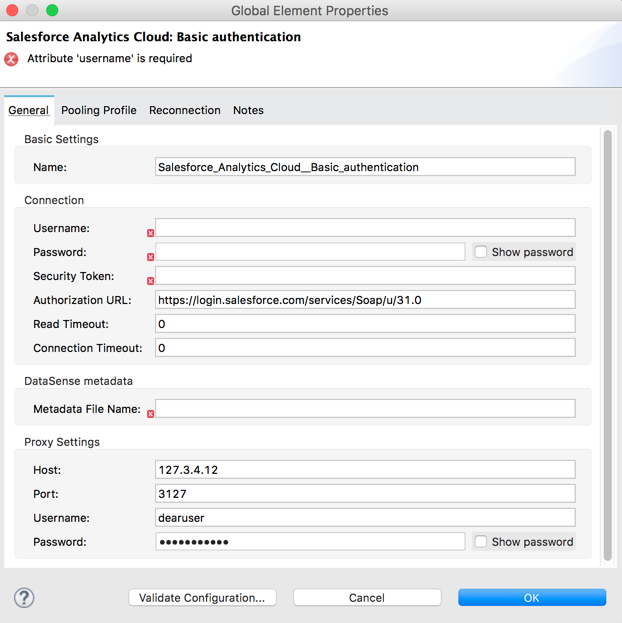 Global Element Properties
Salesforce Analytics Cloud: Basic authentication
Attribute 'username' is required
General Pooling Profile Reconnection Notes
Basic Settings
Name: Salesforce_Analytics_Cloud__Basic_authentication
Connection
Username:
Password: Show password
Security Token:
Authorization URL: https://login.salesforce.com/services/Soap/u/31.0
Read Timeout: 0
Connection Timeout: 0
DataSense metadata
Metadata File Name:
Proxy Settings
Host: 127.3.4.12
Port: 3127
Username: dearuser
Password: ●●●●●●●●●●● Show password
? Validate Configuration... Cancel OK